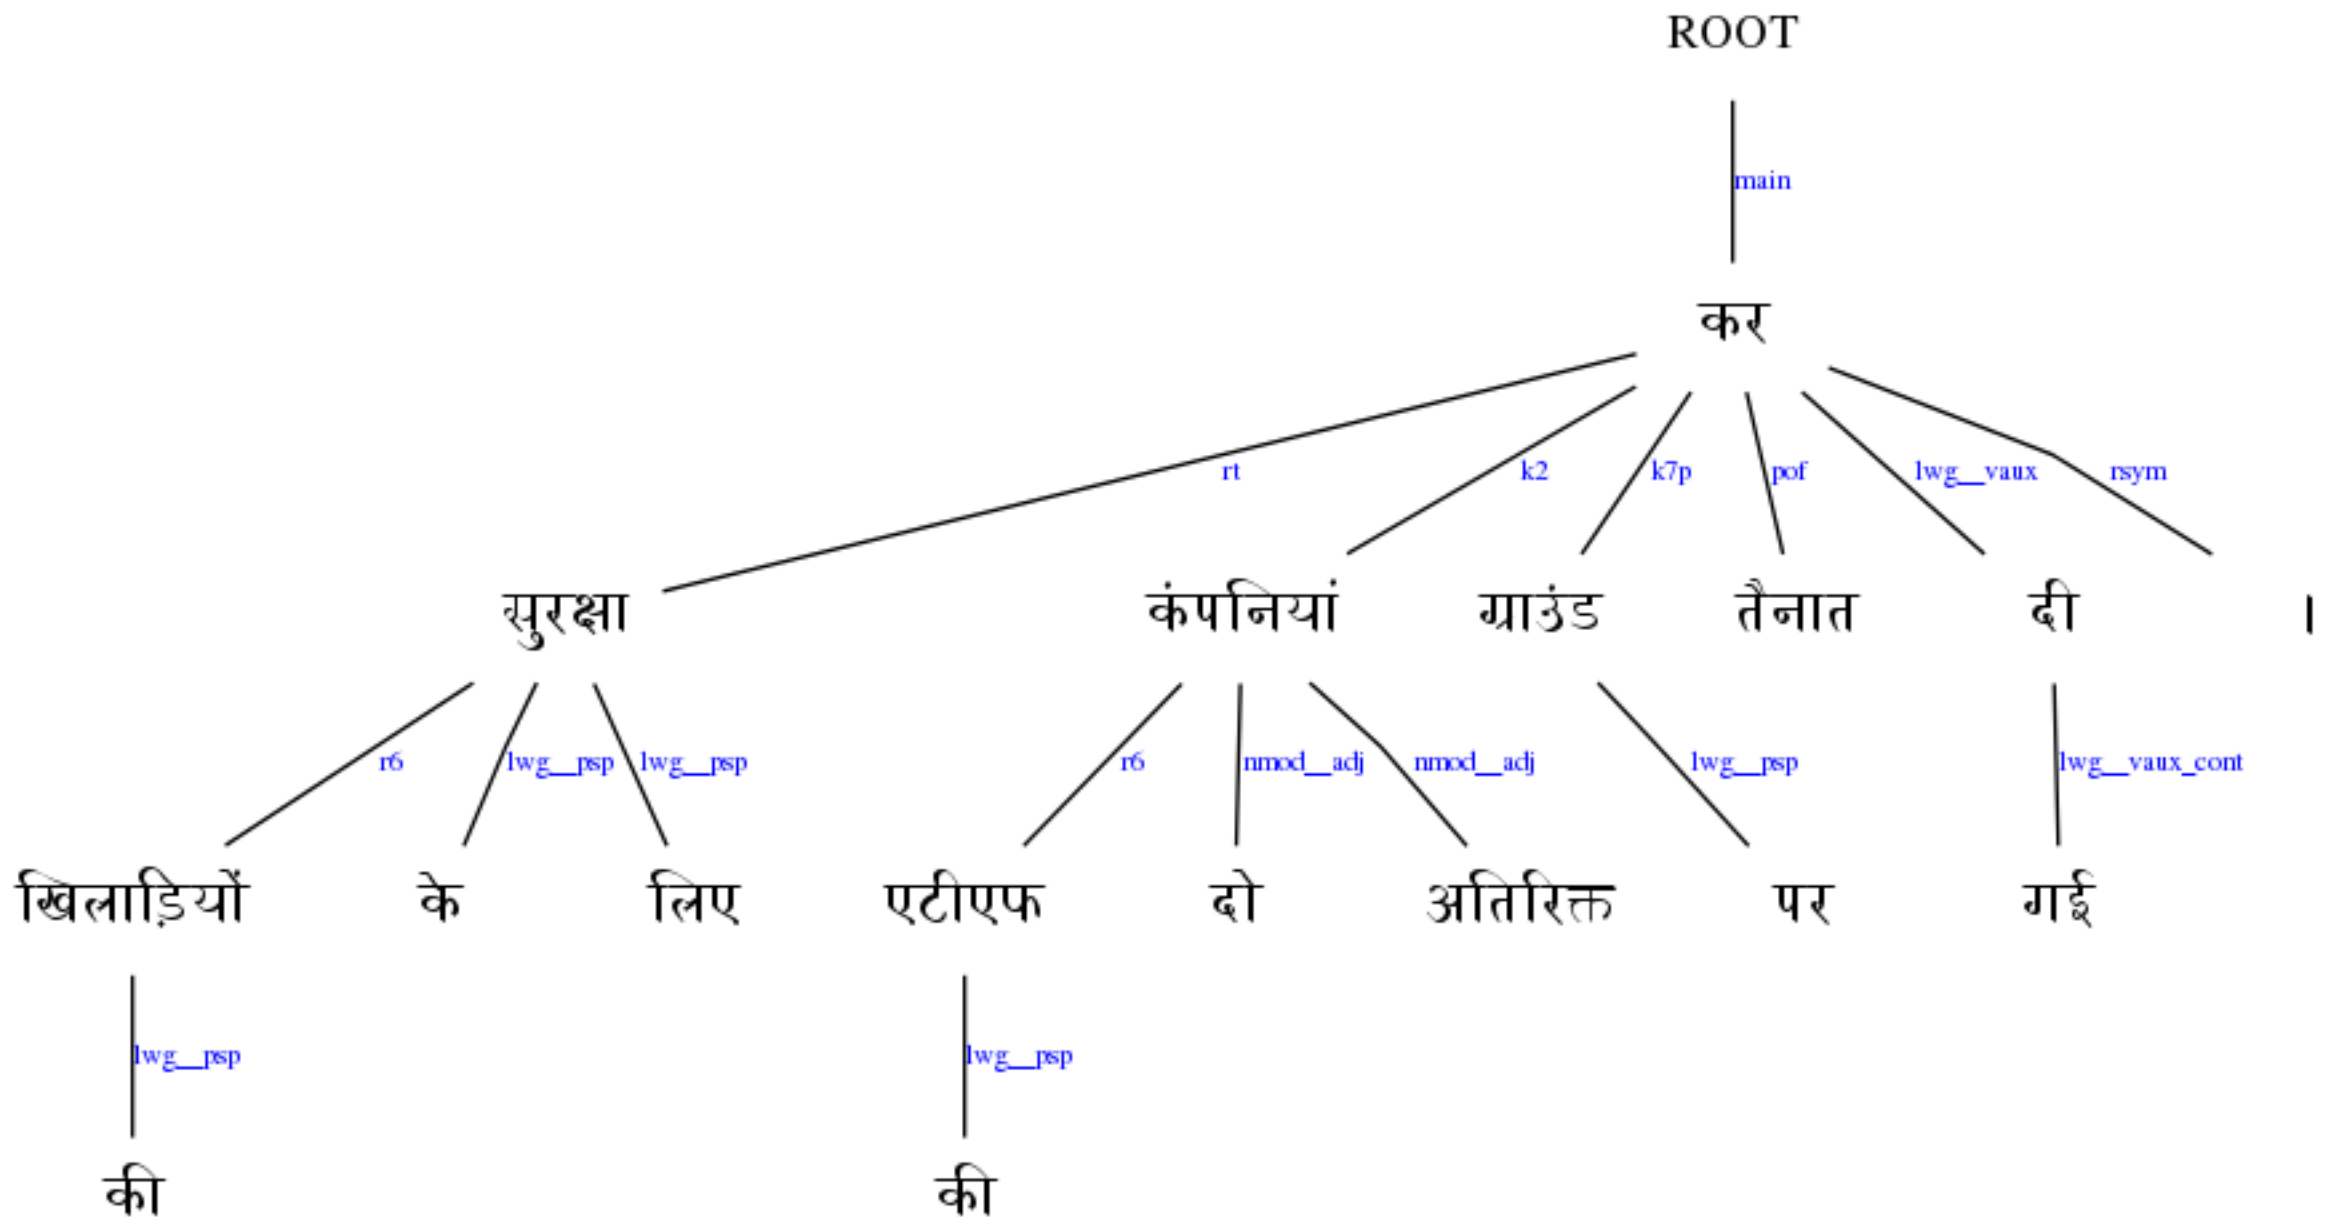 ROOT
main
कर
rt k2 k7p pof lwg__vaux rsym
सुरक्षा कंपनियां ग्राउंड तैनात दी ।
r6 lwg__psp lwg__psp r6 nmod__adj nmod__adj lwg__psp lwg__vaux_cont
खिलाड़ियों के लिए एटीएफ दो अतिरिक्त पर गई
lwg__psp lwg__psp
की की